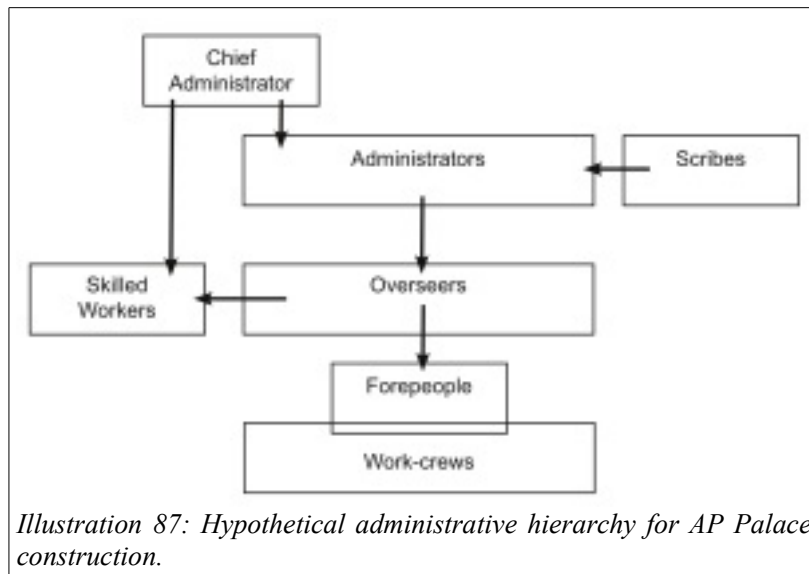 Chief
Administrator
Administrators
Scribes
Skilled
Workers
Overseers
Forepeople
Work-crews
Illustration 87: Hypothetical administrative hierarchy for AP Palace
construction.